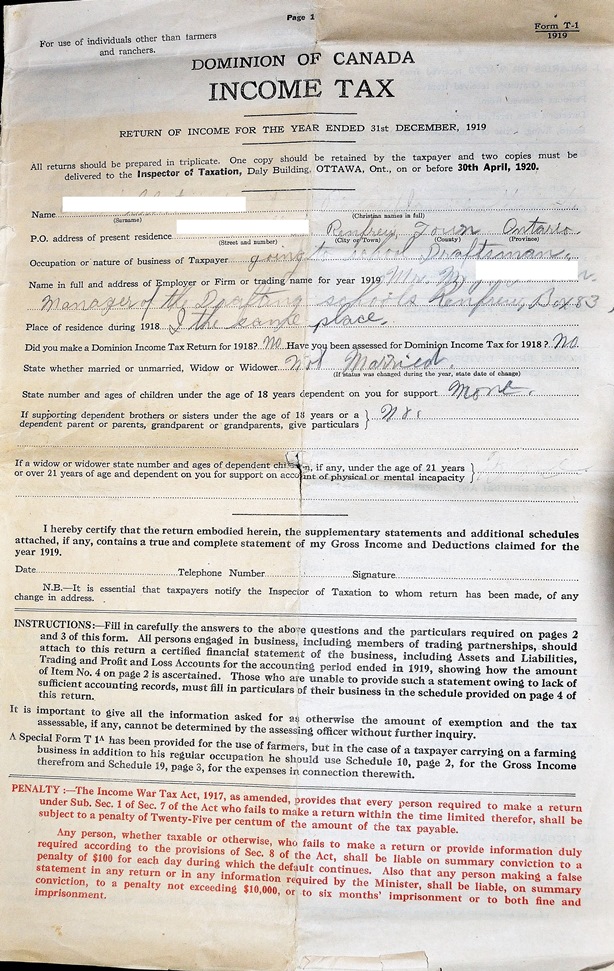 Page 1
Form T-1
1919
For use of individuals other than farmers
and ranchers.
DOMINION OF CANADA
INCOME TAX
RETURN OF INCOME FOR THE YEAR ENDED 31st DECEMBER, 1919
All returns should be prepared in triplicate. One copy should be retained by the taxpayer and two copies must be
delivered to the Inspector of Taxation, Daly Building, OTTAWA, Ont., on or before 30th April, 1920.
Name
(Surname) (Christian names in full)
P.O. address of present residence Renfrew, Town Ontario.
(Street and number) (City or Town) (County) (Province)
Occupation or nature of business of Taxpayer going to school Draftsman,
Name in full and address of Employer or Firm or trading name for year 1919
Manager of the Drafting schools Renfrew, Box 83,
Place of residence during 1918 I the same place.
Did you make a Dominion Income Tax Return for 1918? No Have you been assessed for Dominion Income Tax for 1918? No.
State whether married or unmarried, Widow or Widower Not Married.
(If status was changed during the year, state date of change)
State number and ages of children under the age of 18 years dependent on you for support None.
If supporting dependent brothers or sisters under the age of 18 years or a
dependent parent or parents, grandparent or grandparents, give particulars
If a widow or widower state number and ages of dependent children, if any, under the age of 21 years
or over 21 years of age and dependent on you for support on account of physical or mental incapacity
I hereby certify that the return embodied herein, the supplementary statements and additional schedules
attached, if any, contains a true and complete statement of my Gross Income and Deductions claimed for the
year 1919.
Date Telephone Number Signature
N.B.—It is essential that taxpayers notify the Inspector of Taxation to whom return has been made, of any
change in address.
INSTRUCTIONS:—Fill in carefully the answers to the above questions and the particulars required on pages 2
and 3 of this form. All persons engaged in business, including members of trading partnerships, should
attach to this return a certified financial statement of the business, including Assets and Liabilities,
Trading and Profit and Loss Accounts for the accounting period ended in 1919, showing how the amount
of Item No. 4 on page 2 is ascertained. Those who are unable to provide such a statement owing to lack of
sufficient accounting records, must fill in particulars of their business in the schedule provided on page 4 of
this return.
It is important to give all the information asked for as otherwise the amount of exemption and the tax
assessable, if any, cannot be determined by the assessing officer without further inquiry.
A Special Form T 1A has been provided for the use of farmers, but in the case of a taxpayer carrying on a farming
business in addition to his regular occupation he should use Schedule 10, page 2, for the Gross Income
therefrom and Schedule 19, page 3, for the expenses in connection therewith.
PENALTY:—The Income War Tax Act, 1917, as amended, provides that every person required to make a return
under Sub. Sec. 1 of Sec. 7 of the Act who fails to make a return within the time limited therefor, shall be
subject to a penalty of Twenty-Five per centum of the amount of the tax payable.
Any person, whether taxable or otherwise, who fails to make a return or provide information duly
required according to the provisions of Sec. 8 of the Act, shall be liable on summary conviction to a
penalty of $100 for each day during which the default continues. Also that any person making a false
statement in any return or in any information required by the Minister, shall be liable, on summary
conviction, to a penalty not exceeding $10,000, or to six months' imprisonment or to both fine and
imprisonment.